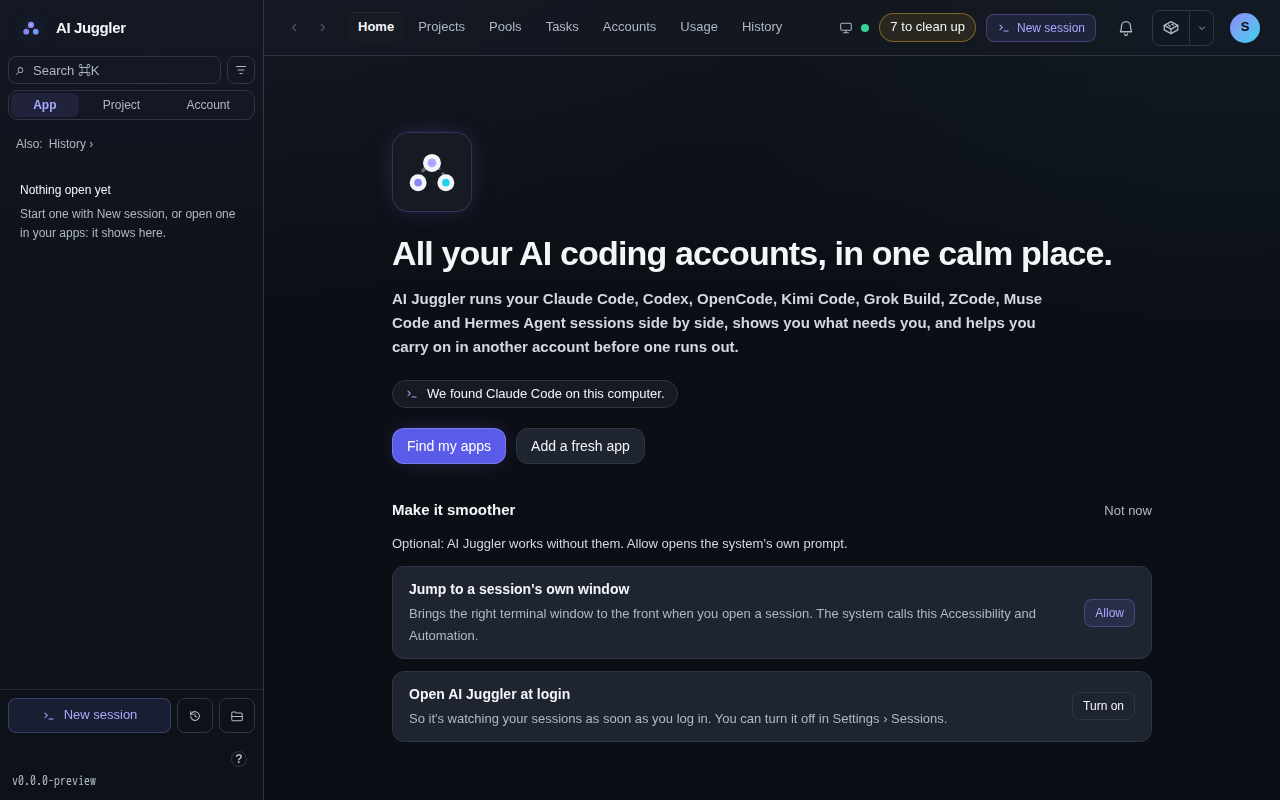 AI Juggler
Search ⌘K
App
Project
Account
Also: History ›
Nothing open yet
Start one with New session, or open one
in your apps: it shows here.
New session
?
v0.0.0-preview
Home
Projects
Pools
Tasks
Accounts
Usage
History
7 to clean up
New session
S
All your AI coding accounts, in one calm place.
AI Juggler runs your Claude Code, Codex, OpenCode, Kimi Code, Grok Build, ZCode, Muse
Code and Hermes Agent sessions side by side, shows you what needs you, and helps you
carry on in another account before one runs out.
We found Claude Code on this computer.
Find my apps
Add a fresh app
Make it smoother
Not now
Optional: AI Juggler works without them. Allow opens the system's own prompt.
Jump to a session's own window
Brings the right terminal window to the front when you open a session. The system calls this Accessibility and
Automation.
Allow
Open AI Juggler at login
So it's watching your sessions as soon as you log in. You can turn it off in Settings › Sessions.
Turn on